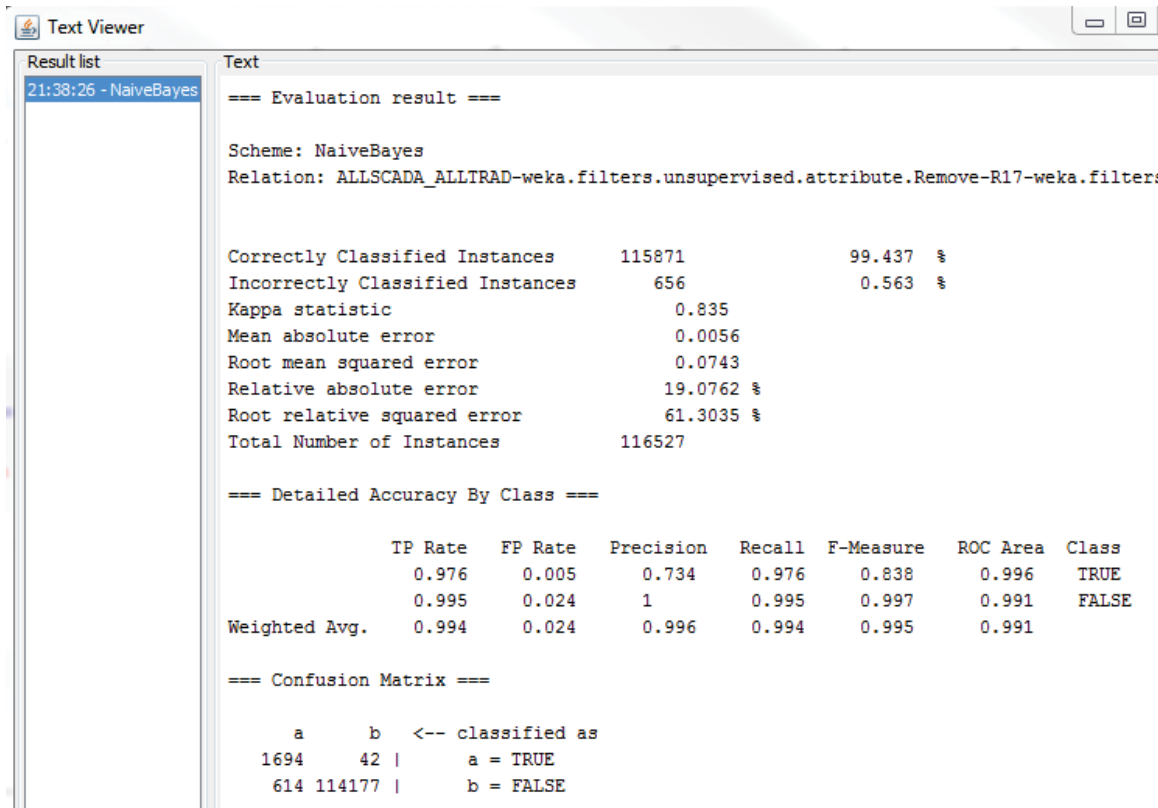 Text Viewer
Result list
21:38:26 - NaiveBayes
Text
=== Evaluation result ===
Scheme: NaiveBayes
Relation: ALLSCADA_ALLTRAD-weka.filters.unsupervised.attribute.Remove-R17-weka.filters
Correctly Classified Instances 115871 99.437 %
Incorrectly Classified Instances 656 0.563 %
Kappa statistic 0.835
Mean absolute error 0.0056
Root mean squared error 0.0743
Relative absolute error 19.0762 %
Root relative squared error 61.3035 %
Total Number of Instances 116527
=== Detailed Accuracy By Class ===
TP Rate FP Rate Precision Recall F-Measure ROC Area Class
0.976 0.005 0.734 0.976 0.838 0.996 TRUE
0.995 0.024 1 0.995 0.997 0.991 FALSE
Weighted Avg. 0.994 0.024 0.996 0.994 0.995 0.991
=== Confusion Matrix ===
a b <-- classified as
1694 42 | a = TRUE
614 114177 | b = FALSE